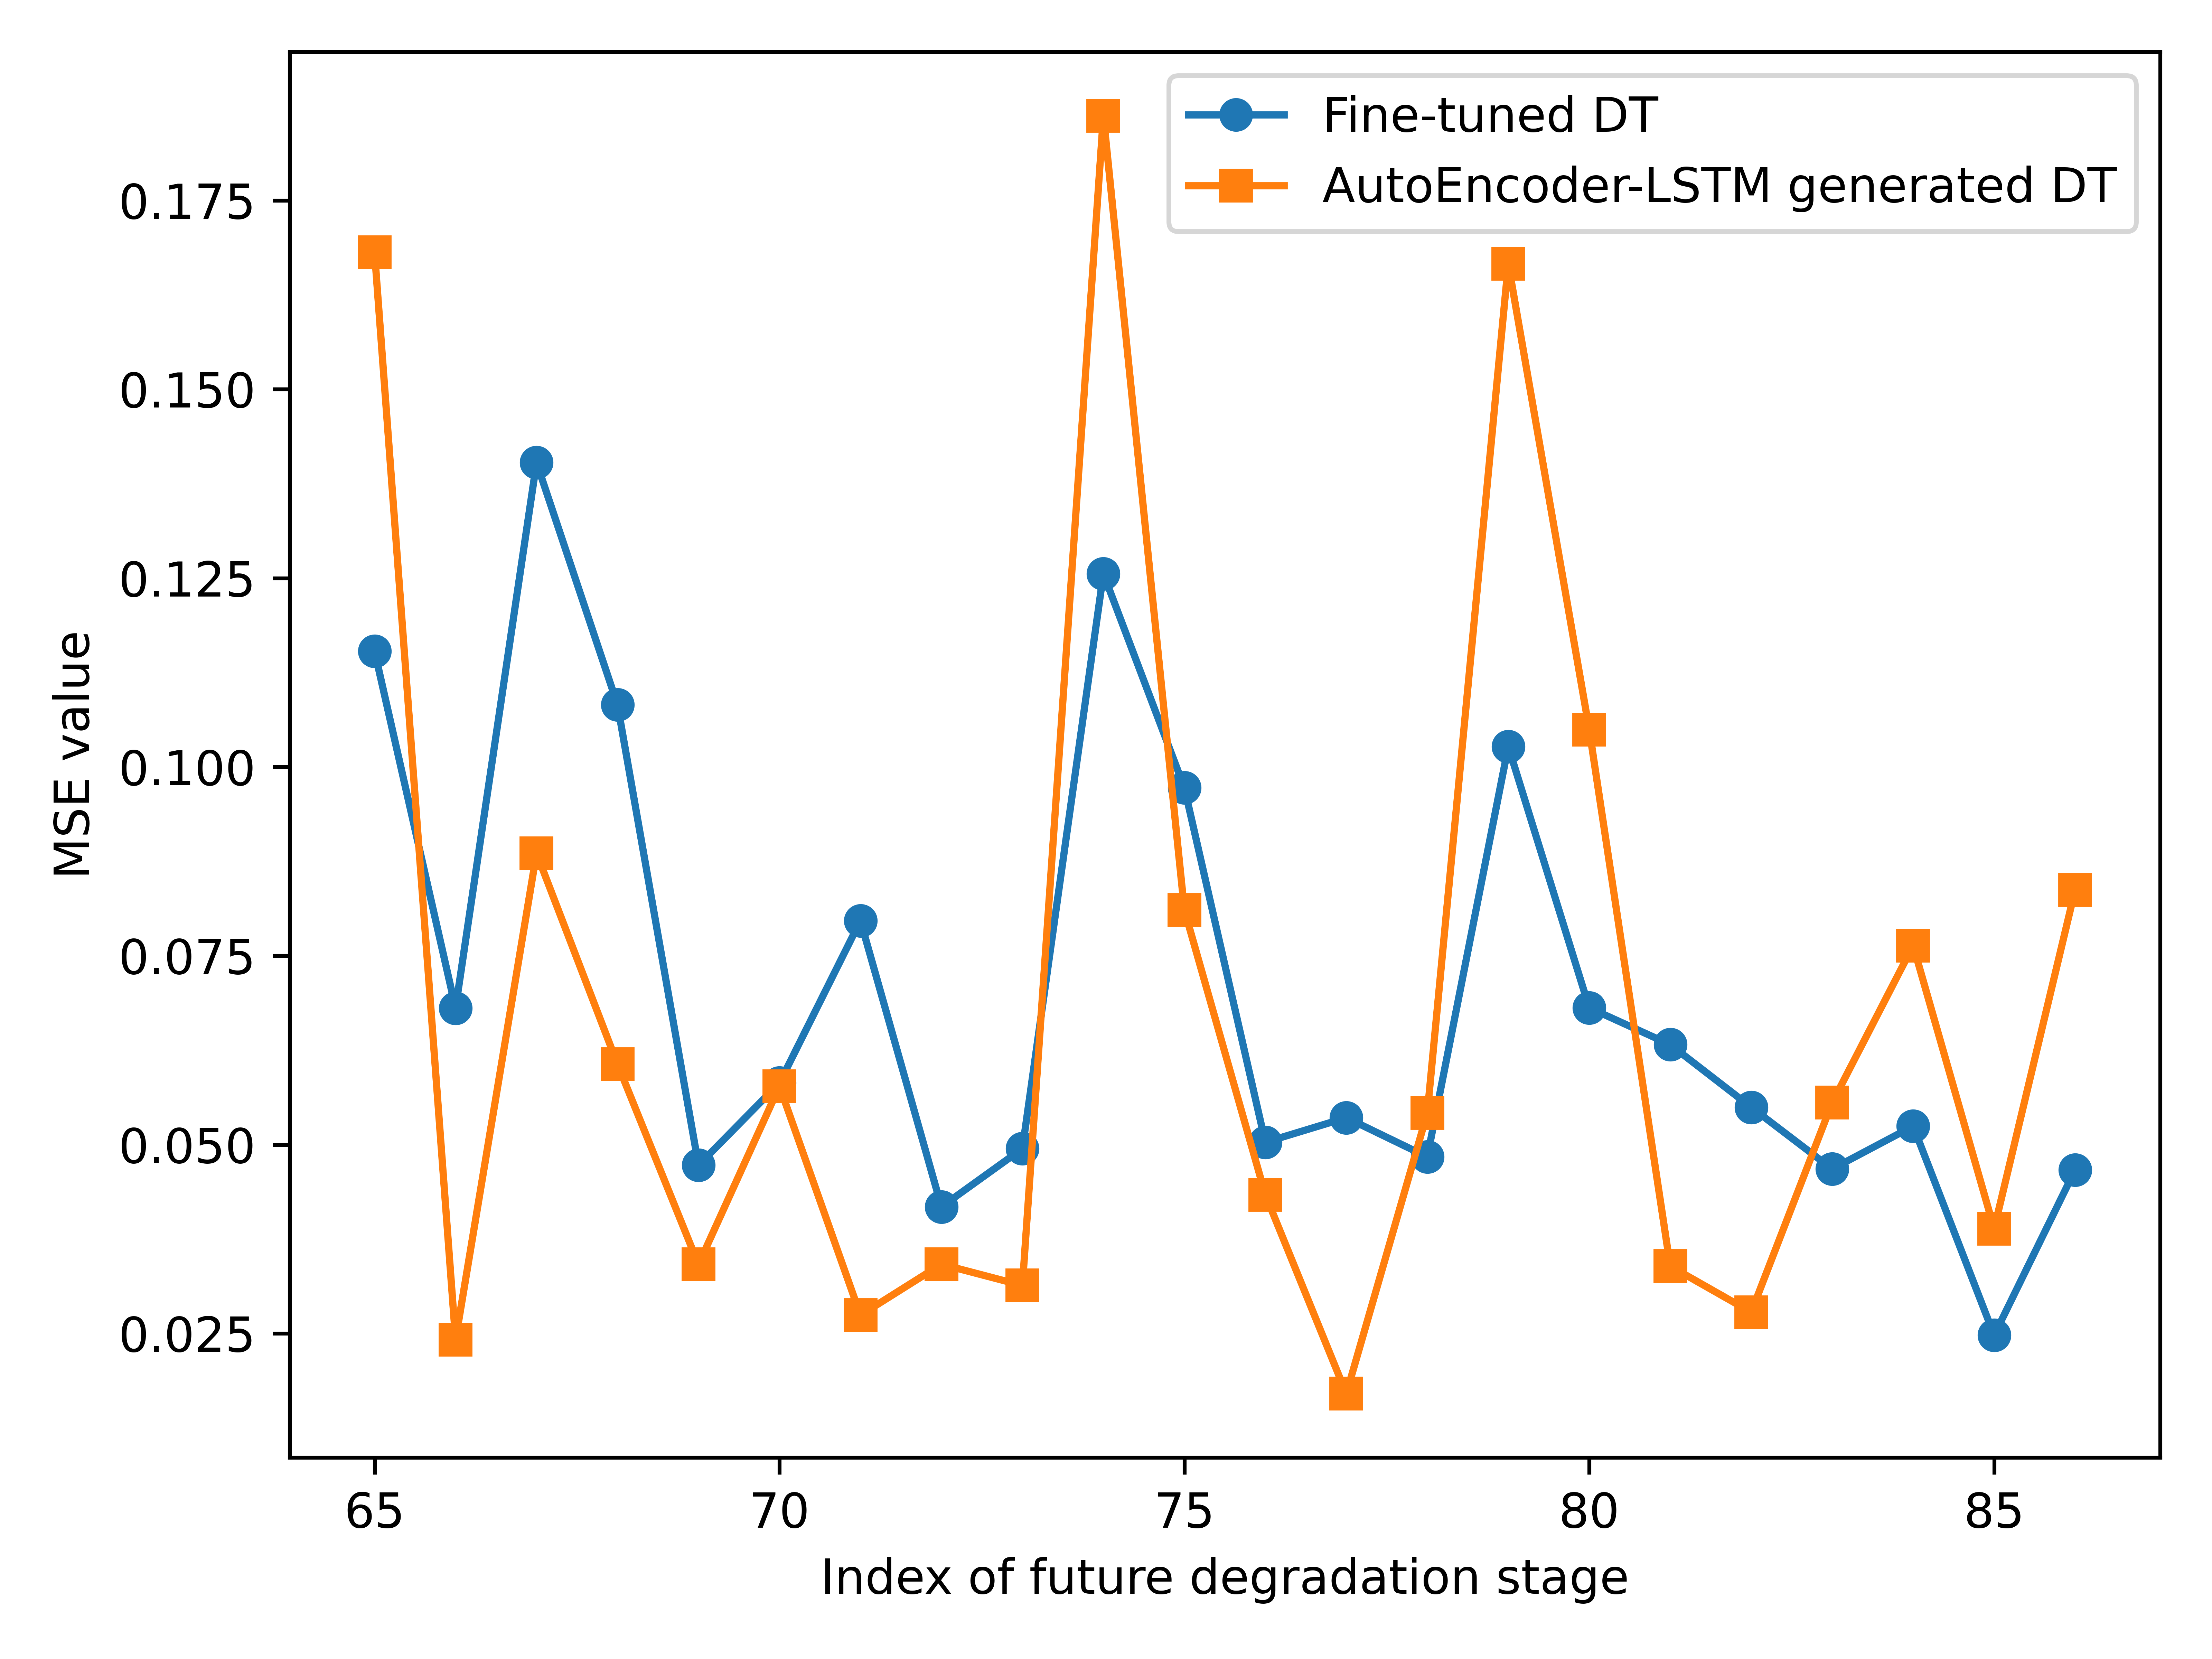 Fine-tuned DT
AutoEncoder-LSTM generated DT
0.175
0.150
0.125
0.100
0.075
0.050
0.025
MSE value
65 70 75 80 85
Index of future degradation stage